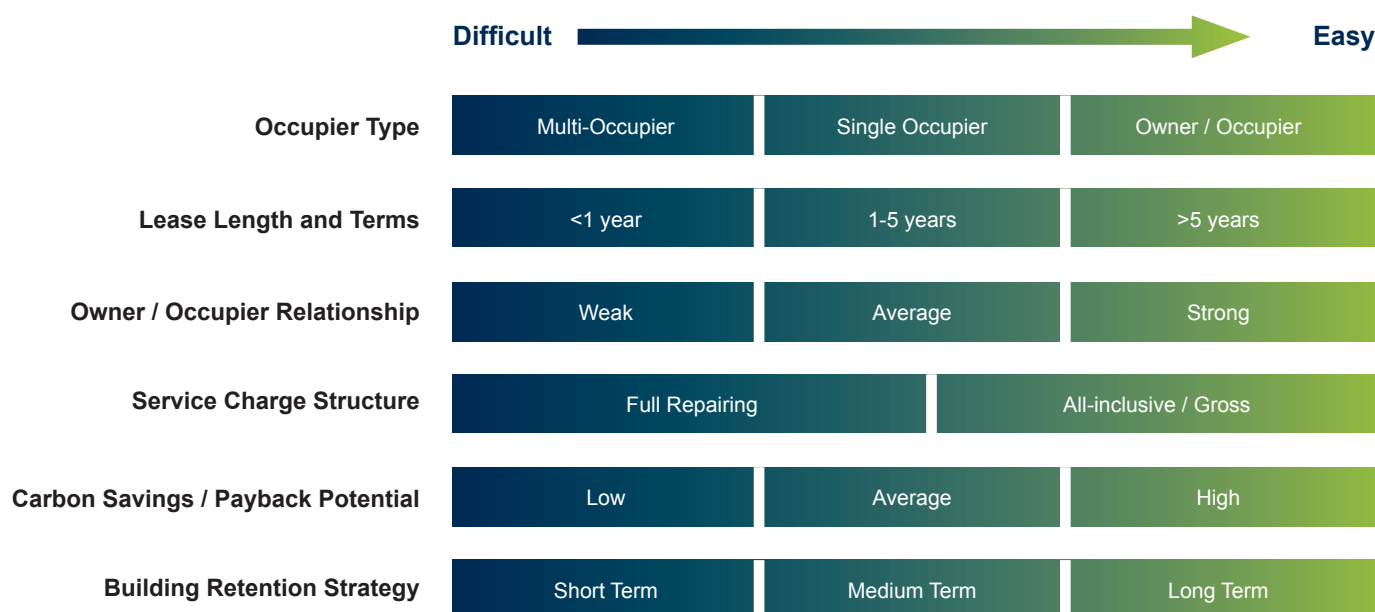 Difficult Easy
Occupier Type Multi-Occupier Single Occupier Owner / Occupier
Lease Length and Terms <1 year 1-5 years >5 years
Owner / Occupier Relationship Weak Average Strong
Service Charge Structure Full Repairing All-inclusive / Gross
Carbon Savings / Payback Potential Low Average High
Building Retention Strategy Short Term Medium Term Long Term